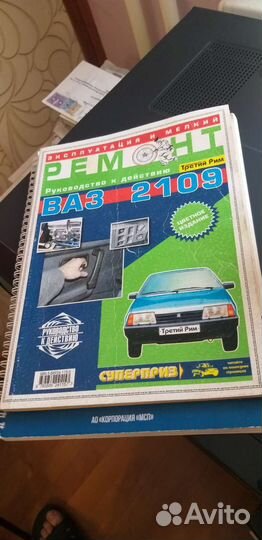 ЭКСПЛУАТАЦИЯ И МЕЛКИЙ
РЕМОНТ
Руководство к действию
Третий Рим
ВАЗ 2109
ЦВЕТНОЕ
ИЗДАНИЕ
Третий Рим
РУКОВОДСТВО
К ДЕЙСТВИЮ
СУПЕРПРИЗ
АО «КОРПОРАЦИЯ «МСП»
Avito